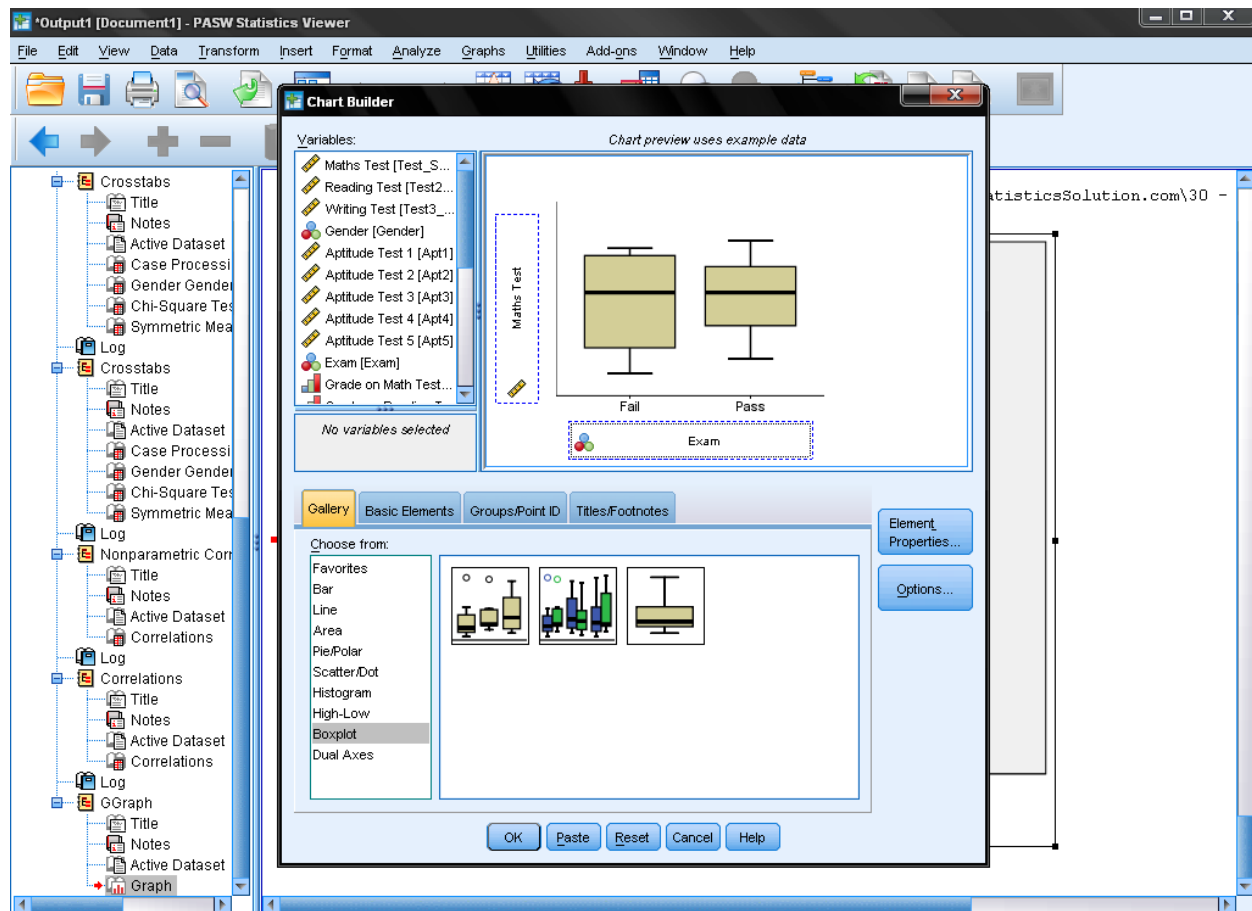 *Output1 [Document1] - PASW Statistics Viewer
File Edit View Data Transform Insert Format Analyze Graphs Utilities Add-ons Window Help
Crosstabs
Title
Notes
Active Dataset
Case Processi
Gender Gender
Chi-Square Tes
Symmetric Mea
Log
Crosstabs
Title
Notes
Active Dataset
Case Processi
Gender Gender
Chi-Square Tes
Symmetric Mea
Log
Nonparametric Corr
Title
Notes
Active Dataset
Correlations
Log
Correlations
Title
Notes
Active Dataset
Correlations
Log
GGraph
Title
Notes
Active Dataset
Graph
tatisticsSolution.com\30 -
Chart Builder
Variables:
Chart preview uses example data
Maths Test [Test_S...
Reading Test [Test2...
Writing Test [Test3_...
Gender [Gender]
Aptitude Test 1 [Apt1]
Aptitude Test 2 [Apt2]
Aptitude Test 3 [Apt3]
Aptitude Test 4 [Apt4]
Aptitude Test 5 [Apt5]
Exam [Exam]
Grade on Math Test...
No variables selected
Maths Test
Fail Pass
Exam
Gallery Basic Elements Groups/Point ID Titles/Footnotes
Choose from:
Favorites
Bar
Line
Area
Pie/Polar
Scatter/Dot
Histogram
High-Low
Boxplot
Dual Axes
Element Properties...
Options...
OK Paste Reset Cancel Help